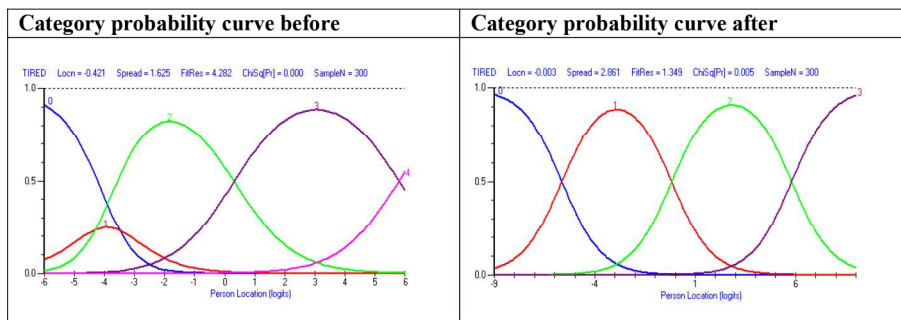 Category probability curve before
TIRED Locn = -0.421 Spread = 1.625 FitRes = 4.282 ChiSq[Pr] = 0.000 SampleN = 300
1.0
0
2
3
4
1
0.5
0.0
-6 -5 -4 -3 -2 -1 0 1 2 3 4 5 6
Person Location (logits)
Category probability curve after
TIRED Locn = -0.003 Spread = 2.861 FitRes = 1.349 ChiSq[Pr] = 0.005 SampleN = 300
1.0
0
1
2
3
0.5
0.0
-9 -4 1 6
Person Location (logits)